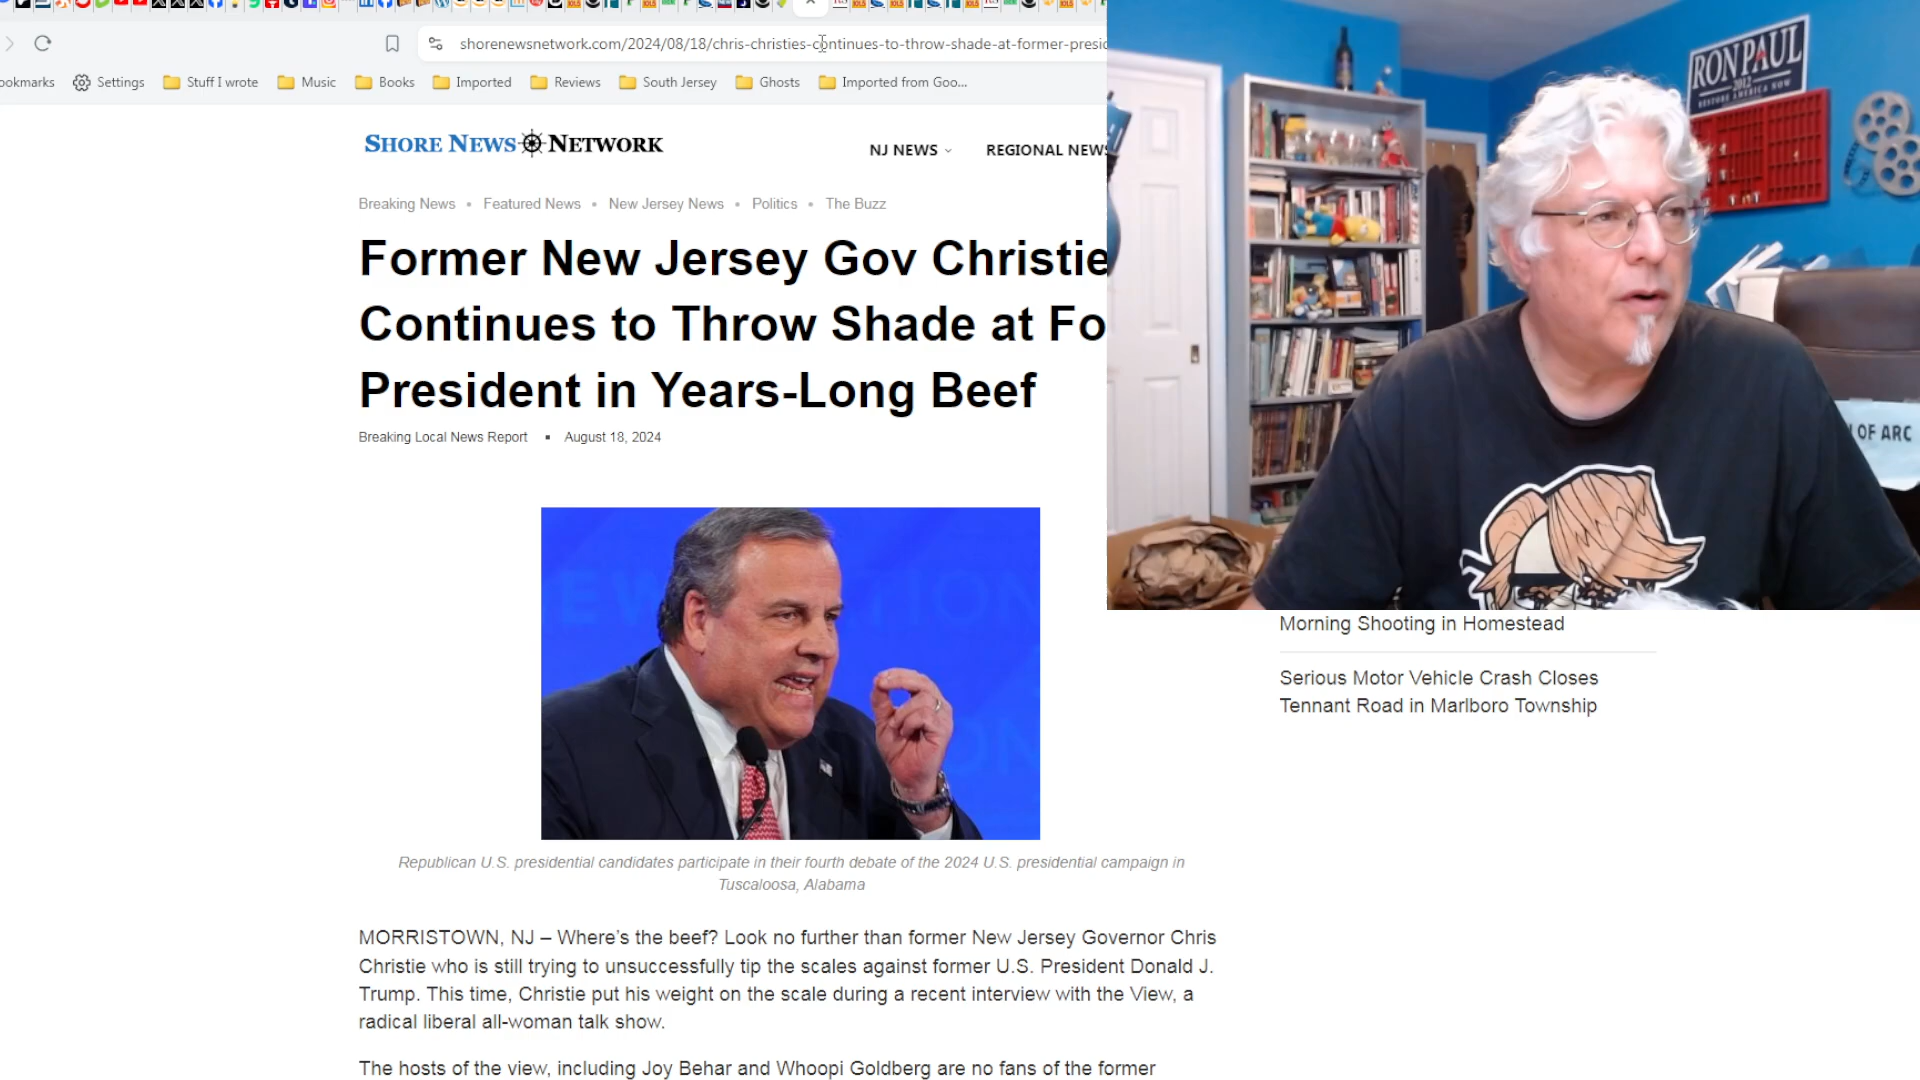 shorenewsnetwork.com/2024/08/18/chris-christies-continues-to-throw-shade-at-former-presid
ookmarks Settings Stuff I wrote Music Books Imported Reviews South Jersey Ghosts Imported from Goo...
SHORE NEWS NETWORK
NJ NEWS REGIONAL NEWS
Breaking News • Featured News • New Jersey News • Politics • The Buzz
Former New Jersey Gov Christie
Continues to Throw Shade at Fo
President in Years-Long Beef
Breaking Local News Report ▪ August 18, 2024
RON PAUL
2012
RESTORE AMERICA NOW
OF ARC
Republican U.S. presidential candidates participate in their fourth debate of the 2024 U.S. presidential campaign in
Tuscaloosa, Alabama
MORRISTOWN, NJ – Where's the beef? Look no further than former New Jersey Governor Chris
Christie who is still trying to unsuccessfully tip the scales against former U.S. President Donald J.
Trump. This time, Christie put his weight on the scale during a recent interview with the View, a
radical liberal all-woman talk show.
The hosts of the view, including Joy Behar and Whoopi Goldberg are no fans of the former
Morning Shooting in Homestead
Serious Motor Vehicle Crash Closes
Tennant Road in Marlboro Township